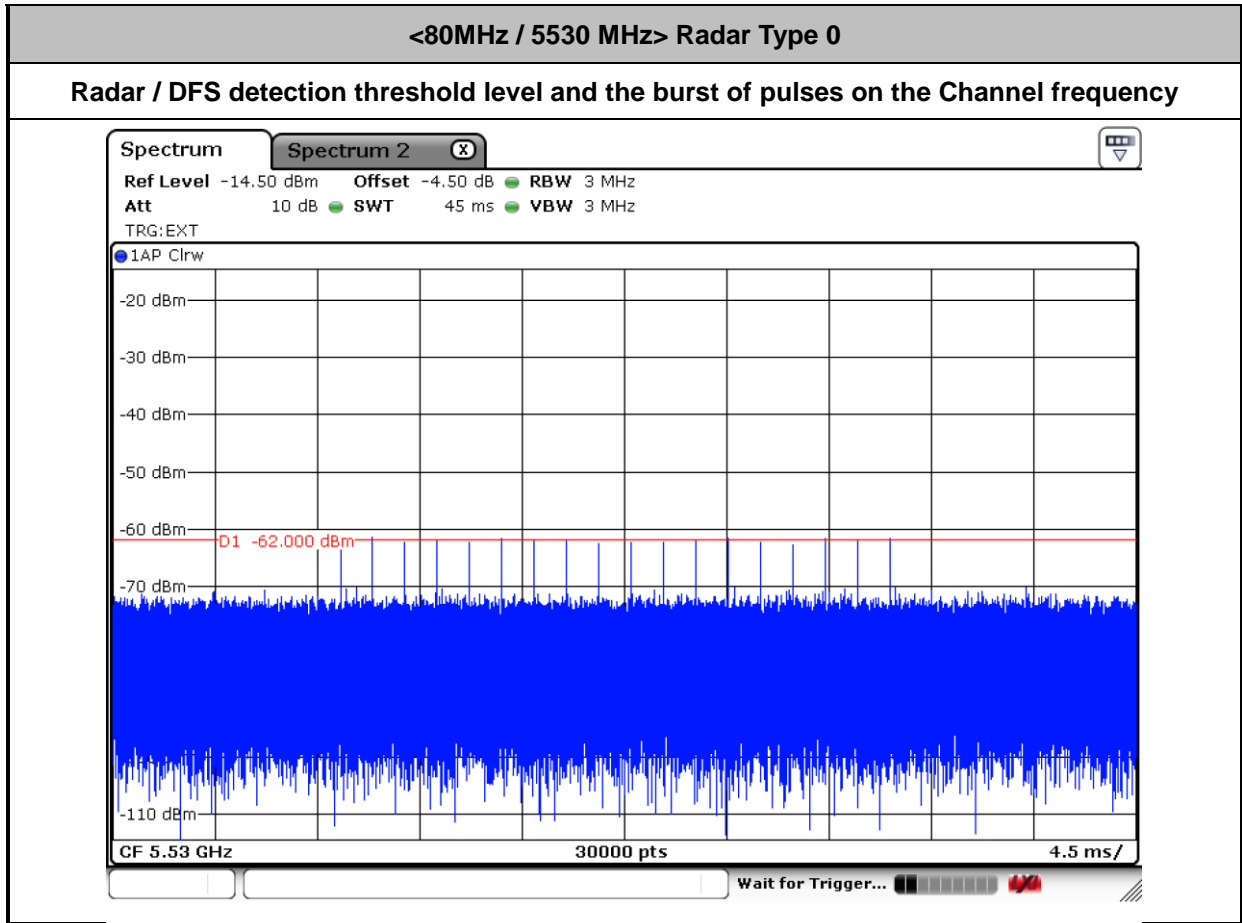 <80MHz / 5530 MHz> Radar Type 0
Radar / DFS detection threshold level and the burst of pulses on the Channel frequency
Spectrum Spectrum 2 X
Ref Level -14.50 dBm Offset -4.50 dB RBW 3 MHz
Att 10 dB SWT 45 ms VBW 3 MHz
TRG:EXT
1AP Clrw
-20 dBm
-30 dBm
-40 dBm
-50 dBm
-60 dBm
D1 -62.000 dBm
-70 dBm
-110 dBm
CF 5.53 GHz 30000 pts 4.5 ms/
Wait for Trigger...